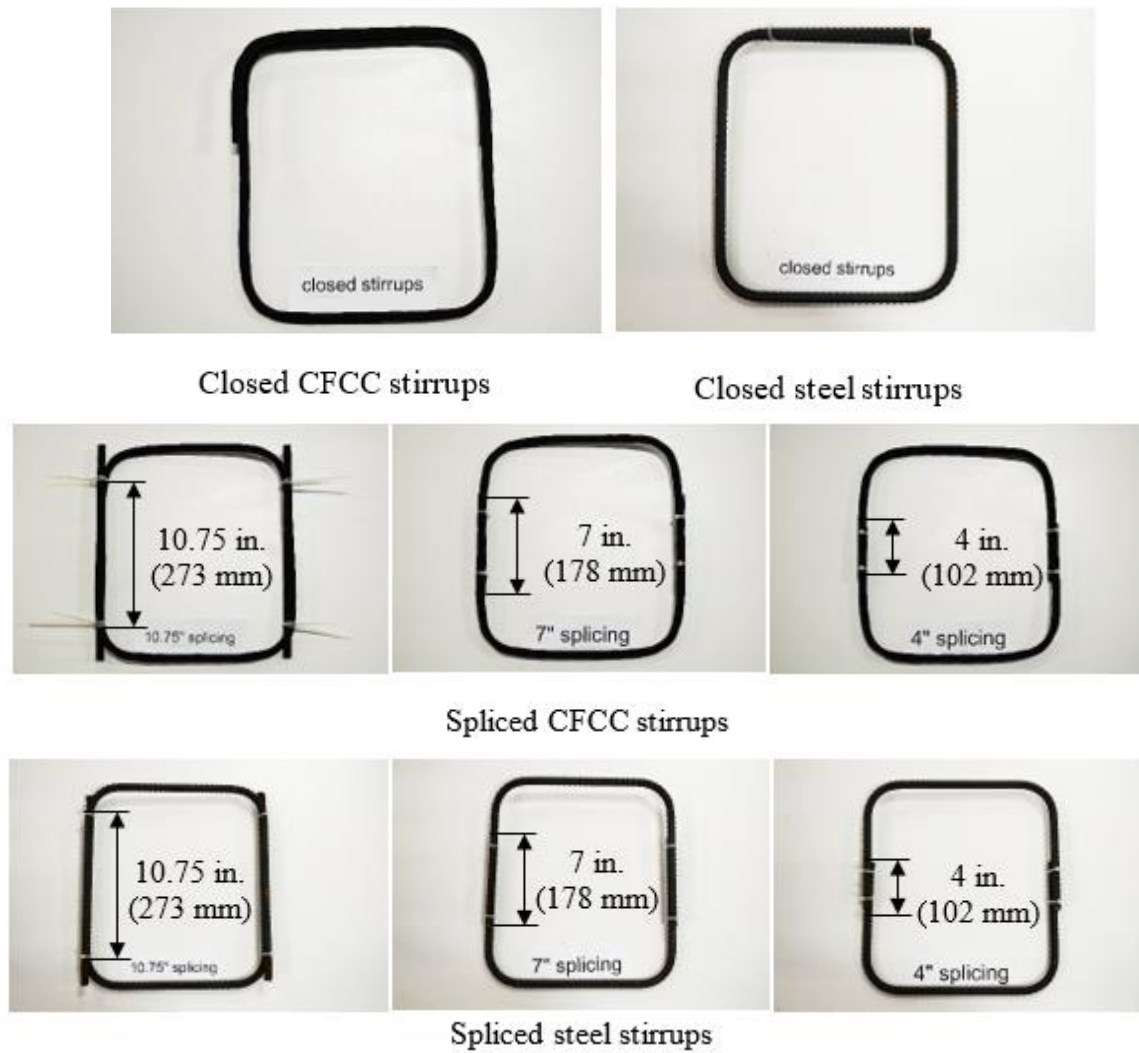 closed stirrups
closed stirrups
Closed CFCC stirrups
Closed steel stirrups
10.75 in.
(273 mm)
10.75" splicing
7 in.
(178 mm)
7" splicing
4 in.
(102 mm)
4" splicing
Spliced CFCC stirrups
10.75 in.
(273 mm)
10.75" splicing
7 in.
(178 mm)
7" splicing
4 in.
(102 mm)
4" splicing
Spliced steel stirrups